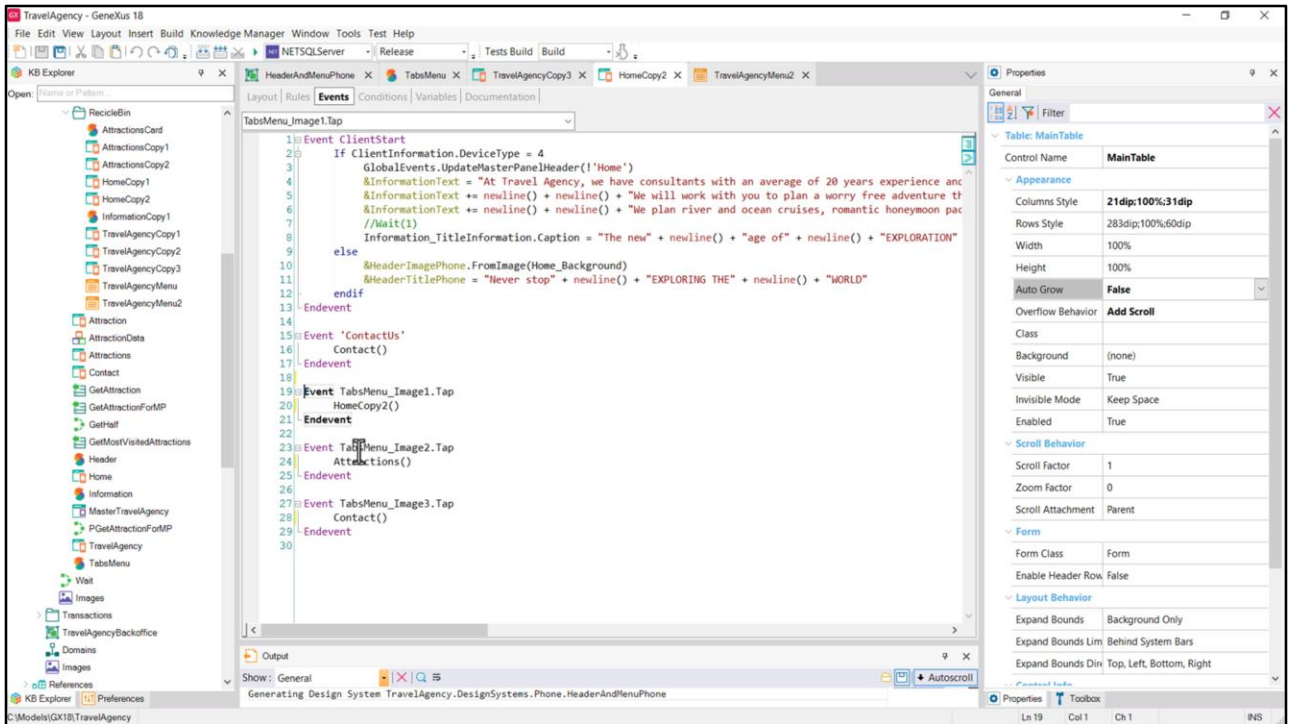 TravelAgency - GeneXus 18
File Edit View Layout Insert Build Knowledge Manager Window Tools Test Help
NETSQLServer Release Tests Build Build
KB Explorer
Open: Name or Pattern ..
RecicleBin
AttractionsCard
AttractionsCopy1
AttractionsCopy2
HomeCopy1
HomeCopy2
InformationCopy1
TravelAgencyCopy1
TravelAgencyCopy2
TravelAgencyCopy3
TravelAgencyMenu
TravelAgencyMenu2
Attraction
AttractionData
Attractions
Contact
GetAttraction
GetAttractionForMP
GetHalf
GetMostVisitedAttractions
Header
Home
Information
MasterTravelAgency
PGetAttractionForMP
TravelAgency
TabsMenu
Wait
Images
Transactions
TravelAgencyBackoffice
Domains
Images
References
KB Explorer Preferences
HeaderAndMenuPhone TabsMenu TravelAgencyCopy3 HomeCopy2 TravelAgencyMenu2
Layout Rules Events Conditions Variables Documentation
TabsMenu_Image1.Tap
1 Event ClientStart
2 If ClientInformation.DeviceType = 4
3 GlobalEvents.UpdateMasterPanelHeader(!'Home')
4 &InformationText = "At Travel Agency, we have consultants with an average of 20 years experience and
5 &InformationText += newline() + newline() + "We will work with you to plan a worry free adventure th
6 &InformationText += newline() + newline() + "We plan river and ocean cruises, romantic honeymoon pac
7 //Wait(1)
8 Information_TitleInformation.Caption = "The new" + newline() + "age of" + newline() + "EXPLORATION"
9 else
10 &HeaderImagePhone.FromImage(Home_Background)
11 &HeaderTitlePhone = "Never stop" + newline() + "EXPLORING THE" + newline() + "WORLD"
12 endif
13 Endevent
14
15 Event 'ContactUs'
16 Contact()
17 Endevent
18
19 Event TabsMenu_Image1.Tap
20 HomeCopy2()
21 Endevent
22
23 Event TabsMenu_Image2.Tap
24 Attractions()
25 Endevent
26
27 Event TabsMenu_Image3.Tap
28 Contact()
29 Endevent
30
Output
Show: General Autoscroll
Generating Design System TravelAgency.DesignSystems.Phone.HeaderAndMenuPhone
Properties
General
Filter
Table: MainTable
Control Name MainTable
Appearance
Columns Style 21dip;100%;31dip
Rows Style 283dip;100%;60dip
Width 100%
Height 100%
Auto Grow False
Overflow Behavior Add Scroll
Class
Background (none)
Visible True
Invisible Mode Keep Space
Enabled True
Scroll Behavior
Scroll Factor 1
Zoom Factor 0
Scroll Attachment Parent
Form
Form Class Form
Enable Header Row False
Layout Behavior
Expand Bounds Background Only
Expand Bounds Lim Behind System Bars
Expand Bounds Dire Top, Left, Bottom, Right
Control Info
Properties Toolbox
C:\Models\GX18\TravelAgency Ln 19 Col 1 Ch 1 INS